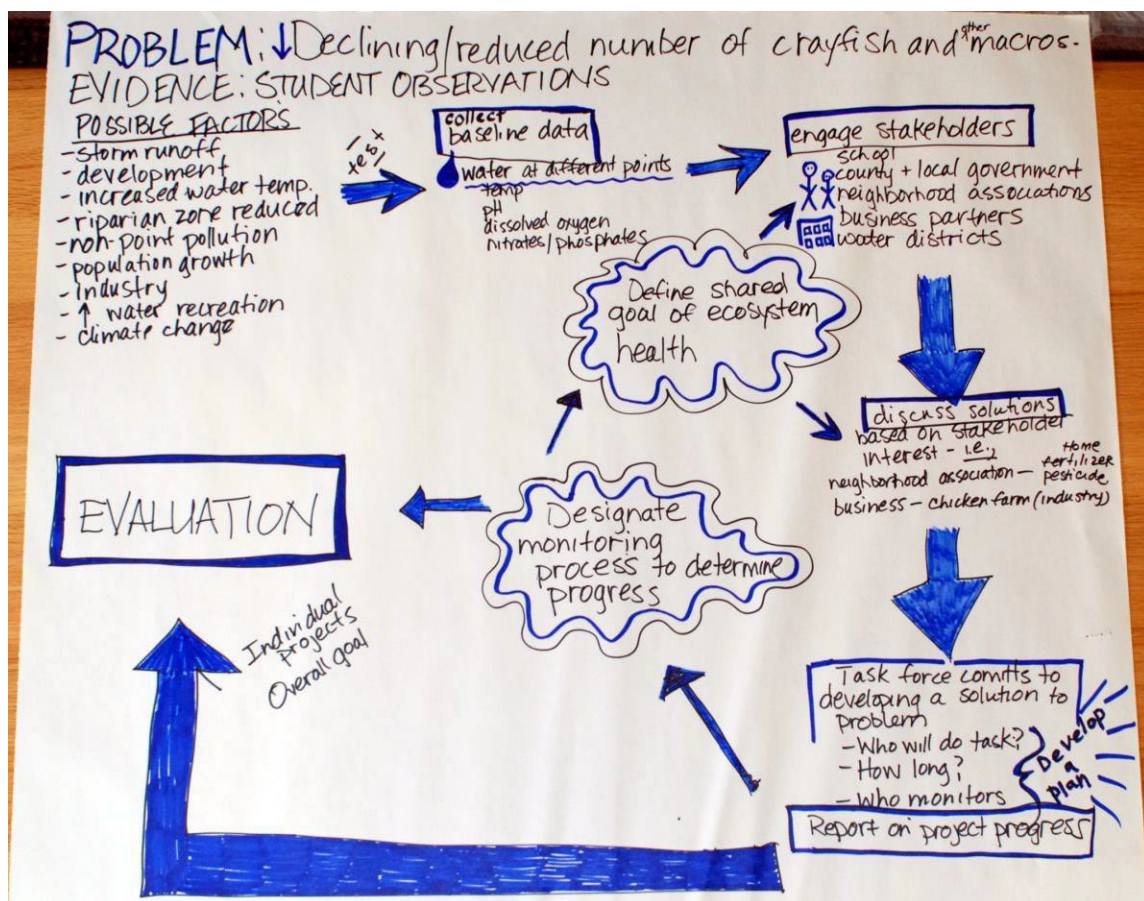 PROBLEM: ↓ Declining/reduced number of crayfish and other macros.
EVIDENCE: STUDENT OBSERVATIONS
POSSIBLE FACTORS
- storm runoff
- development
- increased water temp.
- riparian zone reduced
- non-point pollution
- population growth
- industry
- ↑ water recreation
- climate change
test
collect
baseline data
water at different points
temp
pH
dissolved oxygen
nitrates/phosphates
engage stakeholders
school
county + local government
neighborhood associations
business partners
water districts
Define shared
goal of ecosystem
health
discuss solutions
based on stakeholder
interest - i.e.,
neighborhood association — Home fertilizer pesticide
business — chicken farm (industry)
Task force comitts to
developing a solution to
problem
- Who will do task?
- How long?
- Who monitors
Develop
a
plan
Report on project progress
Designate
monitoring
process to determine
progress
EVALUATION
Individual
projects
Overall goal